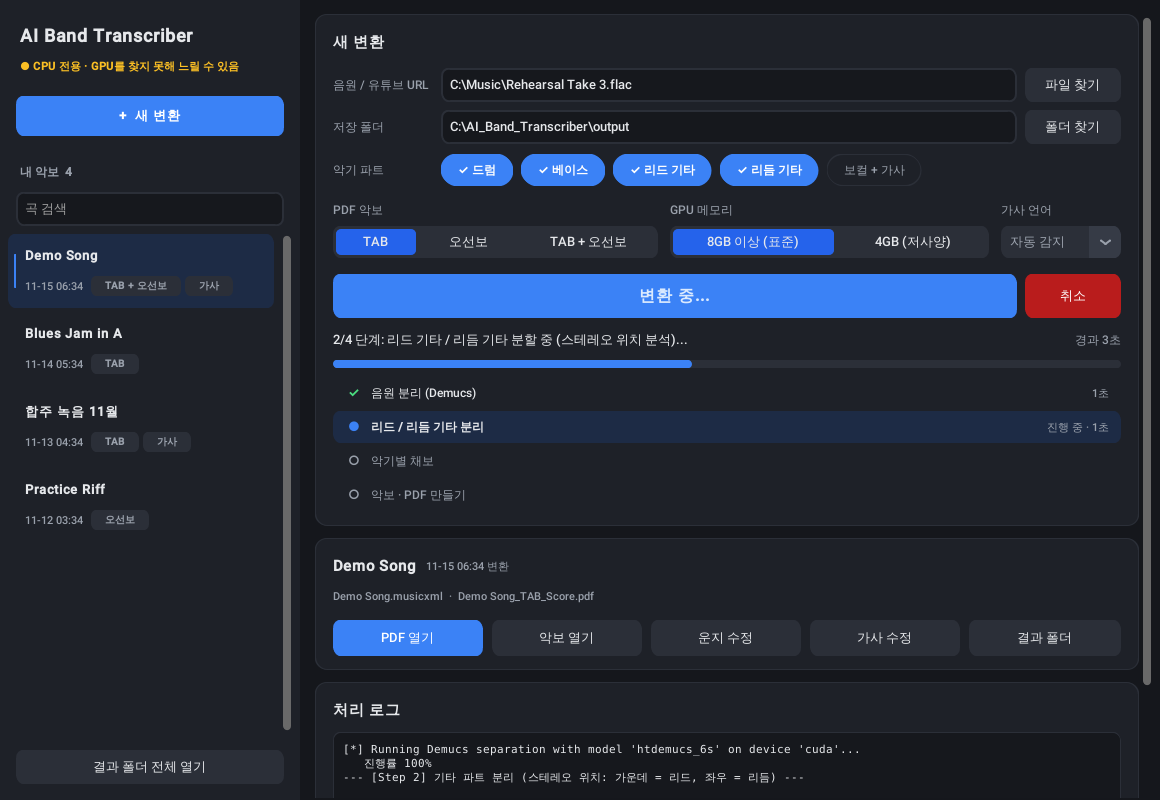 AI Band Transcriber
CPU 전용 · GPU를 찾지 못해 느릴 수 있음
+ 새 변환
내 악보 4
곡 검색
Demo Song
11-15 06:34 TAB + 오선보 가사
Blues Jam in A
11-14 05:34 TAB
합주 녹음 11월
11-13 04:34 TAB 가사
Practice Riff
11-12 03:34 오선보
결과 폴더 전체 열기
새 변환
음원 / 유튜브 URL C:\Music\Rehearsal Take 3.flac 파일 찾기
저장 폴더 C:\AI_Band_Transcriber\output 폴더 찾기
악기 파트 ✓ 드럼 ✓ 베이스 ✓ 리드 기타 ✓ 리듬 기타 보컬 + 가사
PDF 악보 GPU 메모리 가사 언어
TAB 오선보 TAB + 오선보 8GB 이상 (표준) 4GB (저사양) 자동 감지
변환 중... 취소
2/4 단계: 리드 기타 / 리듬 기타 분할 중 (스테레오 위치 분석)... 경과 3초
음원 분리 (Demucs) 1초
리드 / 리듬 기타 분리 진행 중 · 1초
악기별 채보
악보 · PDF 만들기
Demo Song 11-15 06:34 변환
Demo Song.musicxml · Demo Song_TAB_Score.pdf
PDF 열기 악보 열기 운지 수정 가사 수정 결과 폴더
처리 로그
[*] Running Demucs separation with model 'htdemucs_6s' on device 'cuda'...
진행률 100%
--- [Step 2] 기타 파트 분리 (스테레오 위치: 가운데 = 리드, 좌우 = 리듬) ---